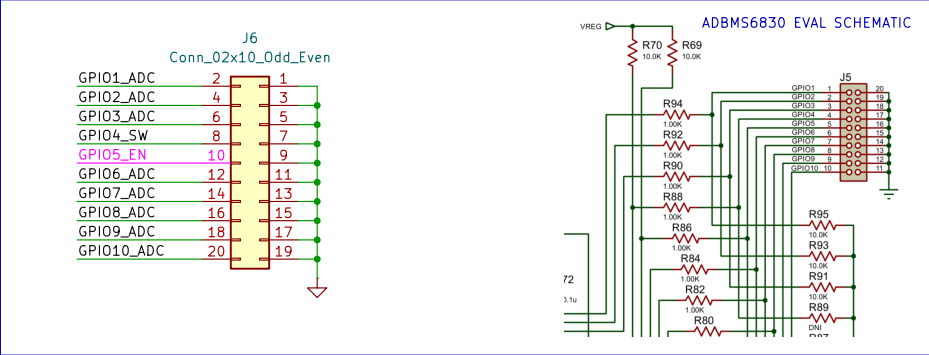 ADBMS6830 EVAL SCHEMATIC
J6
Conn_02x10_Odd_Even
GPIO1_ADC 2 1
GPIO2_ADC 4 3
GPIO3_ADC 6 5
GPIO4_SW 8 7
GPIO5_EN 10 9
GPIO6_ADC 12 11
GPIO7_ADC 14 13
GPIO8_ADC 16 15
GPIO9_ADC 18 17
GPIO10_ADC 20 19
VREG
R70
10.0K
R69
10.0K
J5
GPIO1 1 20
GPIO2 2 19
GPIO3 3 18
GPIO4 4 17
GPIO5 5 16
GPIO6 6 15
GPIO7 7 14
GPIO8 8 13
GPIO9 9 12
GPIO10 10 11
R94
1.00K
R92
1.00K
R90
1.00K
R88
1.00K
R86
1.00K
R84
1.00K
R82
1.00K
R80
R95
10.0K
R93
10.0K
R91
10.0K
R89
DNI
72
0.1u